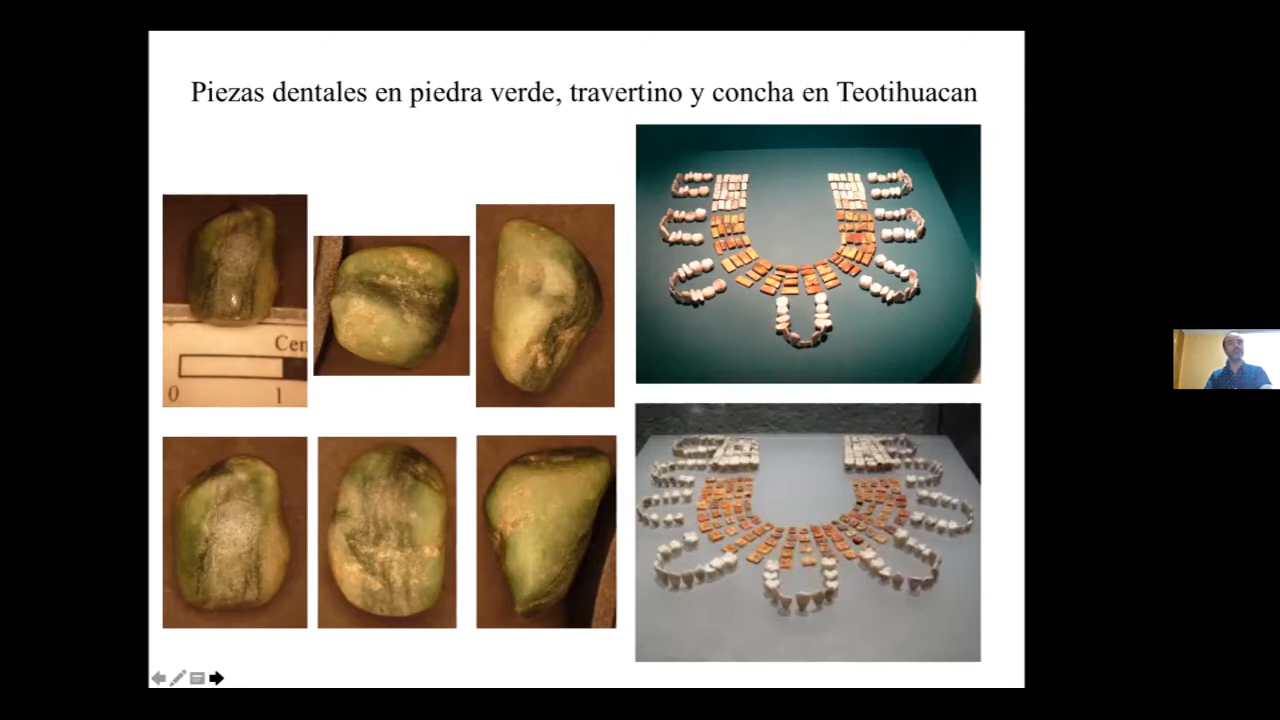 Piezas dentales en piedra verde, travertino y concha en Teotihuacan
Cen
0 1